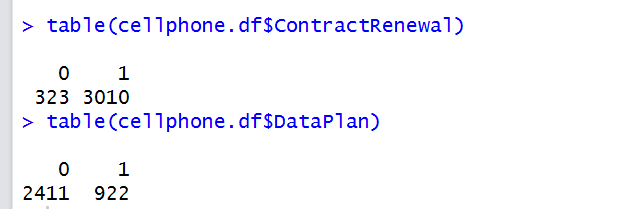 > table(cellphone.df$ContractRenewal)
0 1
323 3010
> table(cellphone.df$DataPlan)
0 1
2411 922